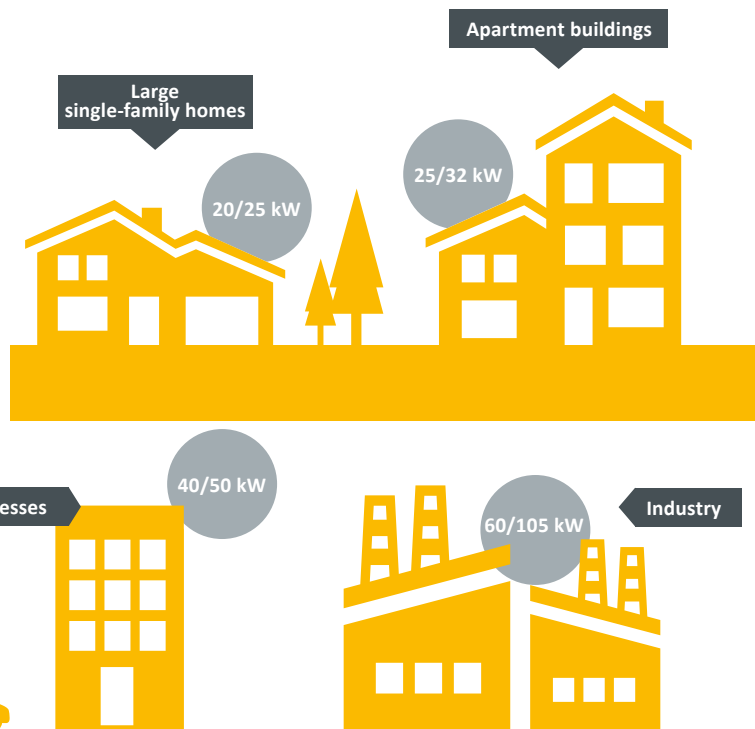 Apartment buildings
Large
single-family homes
25/32 kW
20/25 kW
40/50 kW
esses
Industry
60/105 kW